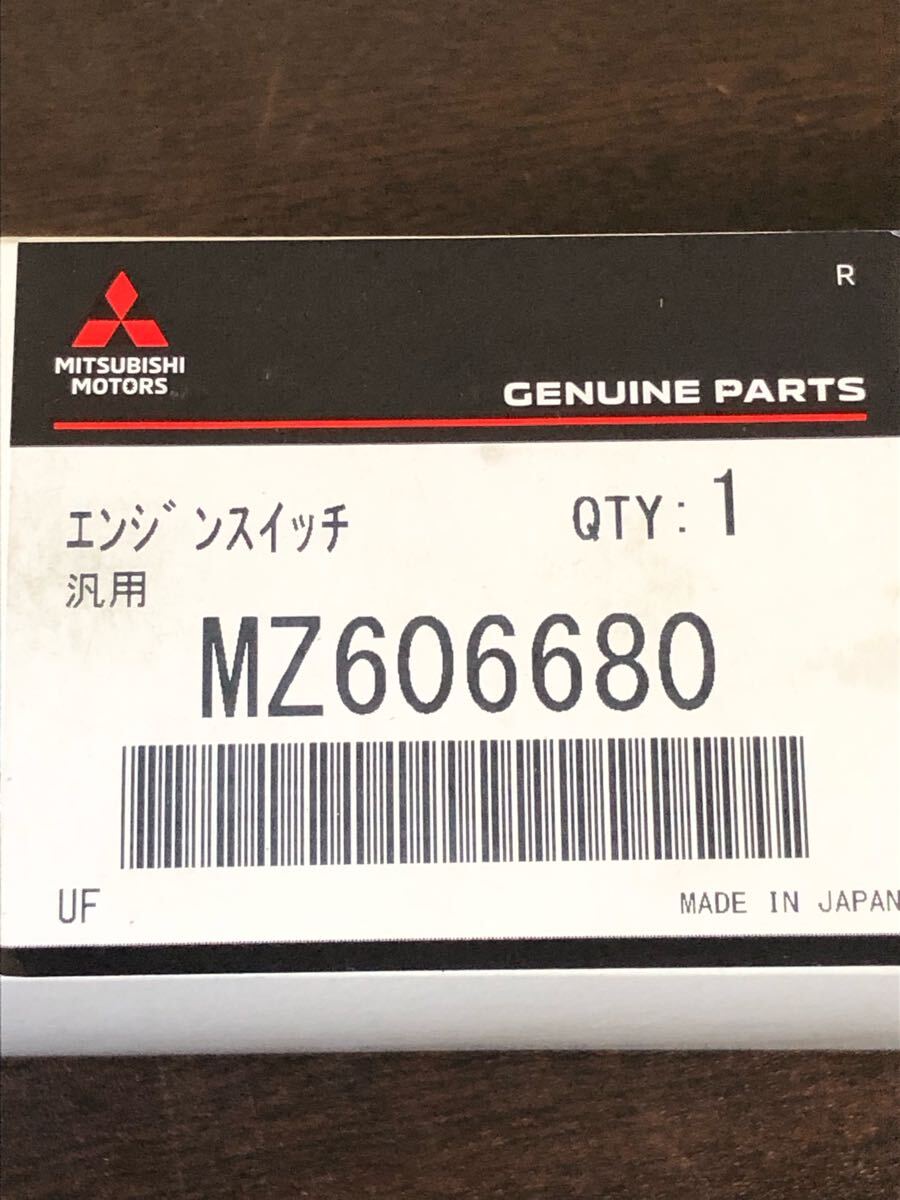 R
MITSUBISHI
MOTORS
GENUINE PARTS
エンジンスイッチ QTY: 1
汎用
MZ606680
UF MADE IN JAPAN